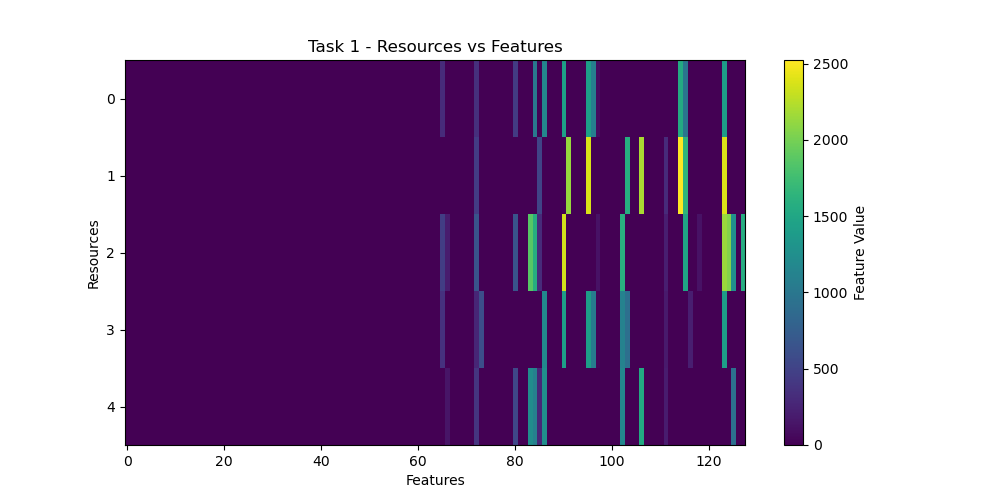 Task 1 - Resources vs Features
0
1
2
3
4
Resources
0 20 40 60 80 100 120
Features
2500
2000
1500
1000
500
0
Feature Value